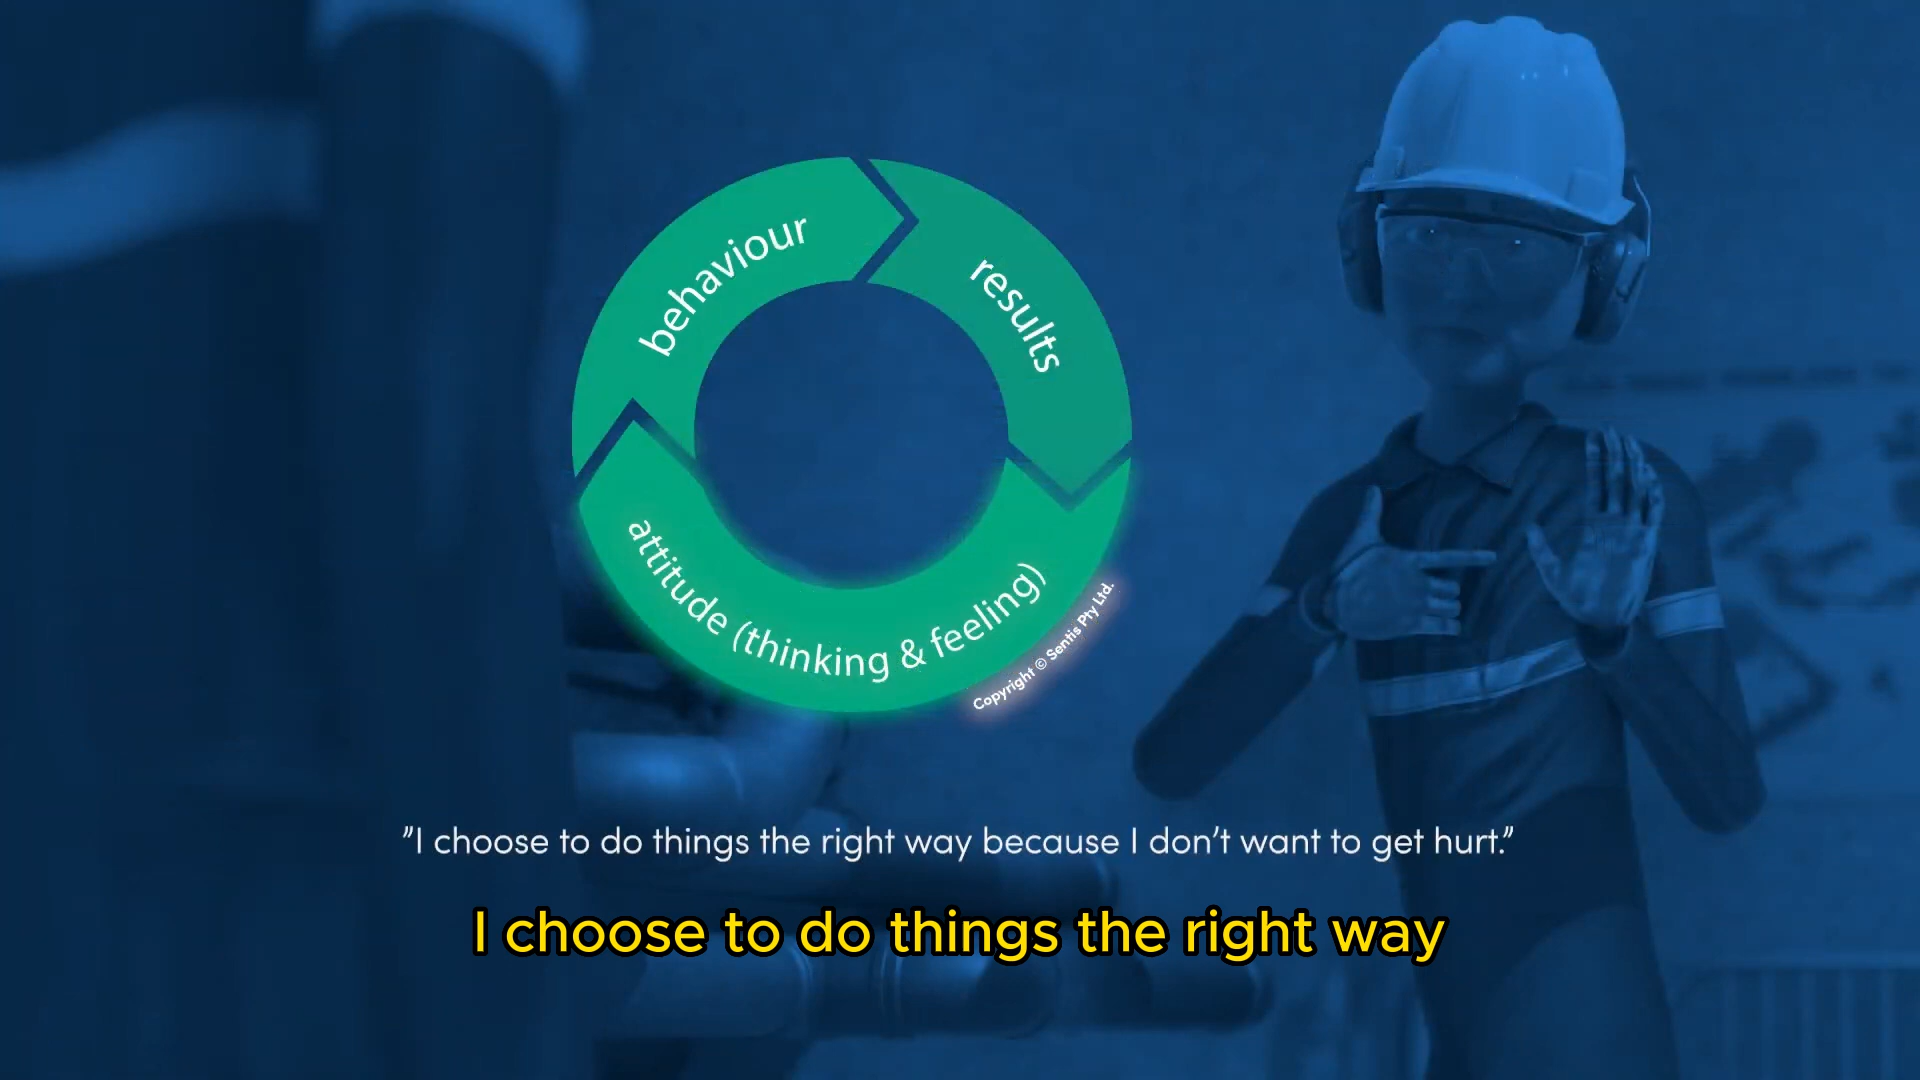 behaviour
results
attitude (thinking & feeling)
Copyright © Sentis Pty Ltd.
"I choose to do things the right way because I don't want to get hurt."
I choose to do things the right way